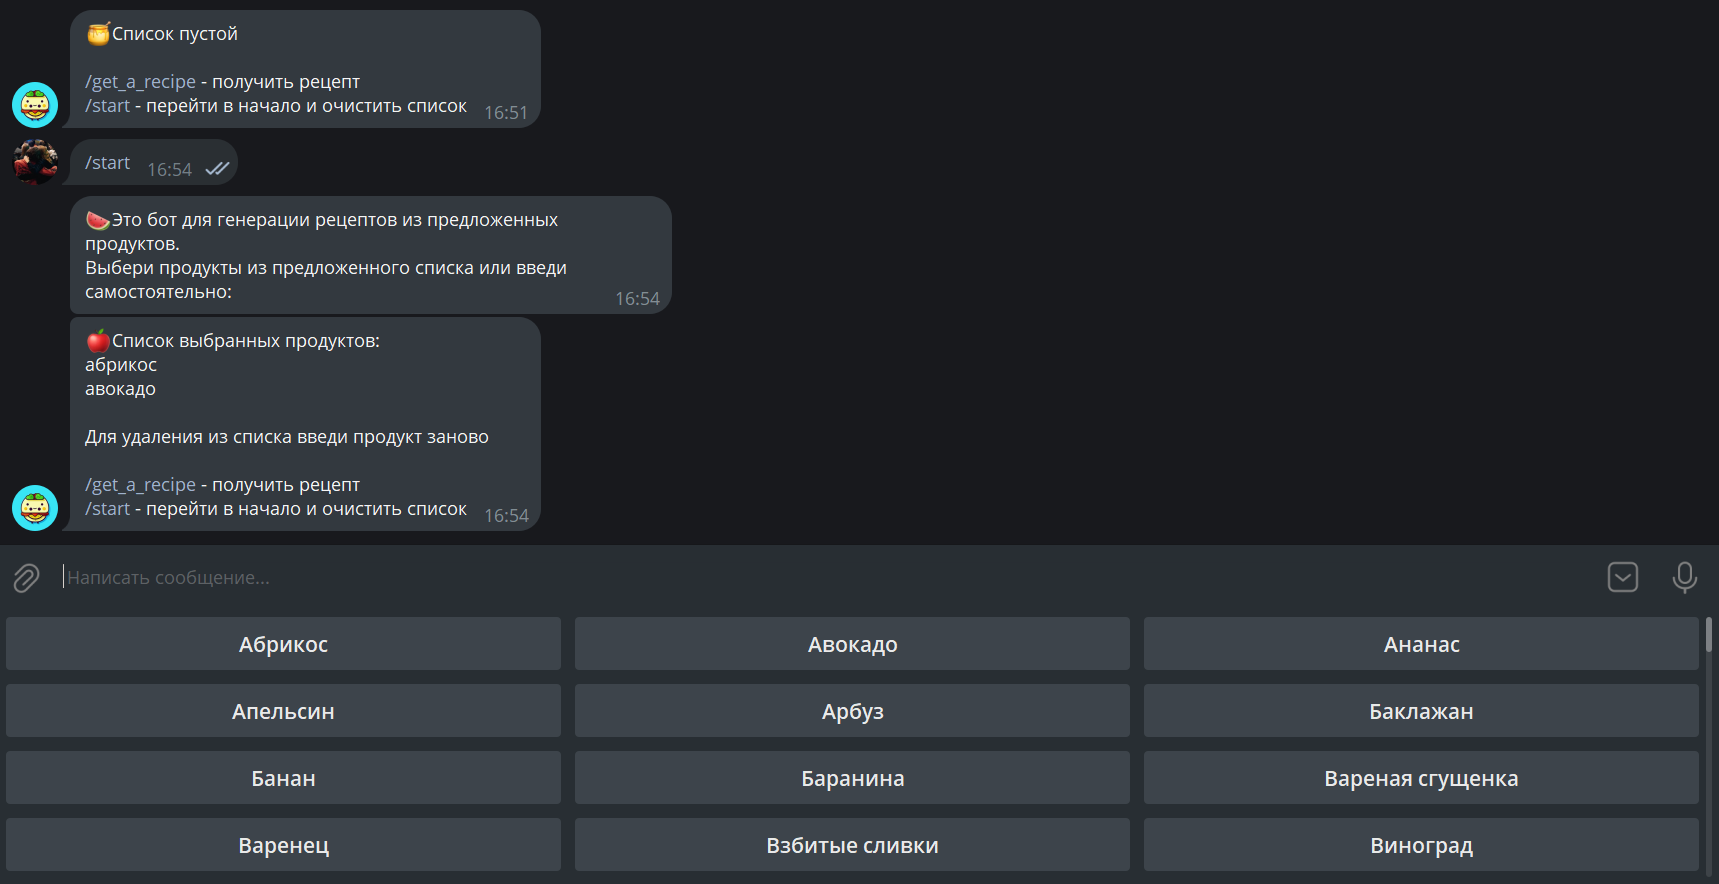 Список пустой
/get_a_recipe - получить рецепт
/start - перейти в начало и очистить список
16:51
/start
16:54
Это бот для генерации рецептов из предложенных
продуктов.
Выбери продукты из предложенного списка или введи
самостоятельно:
16:54
Список выбранных продуктов:
абрикос
авокадо
Для удаления из списка введи продукт заново
/get_a_recipe - получить рецепт
/start - перейти в начало и очистить список
16:54
Написать сообщение...
Абрикос
Авокадо
Ананас
Апельсин
Арбуз
Баклажан
Банан
Баранина
Вареная сгущенка
Варенец
Взбитые сливки
Виноград